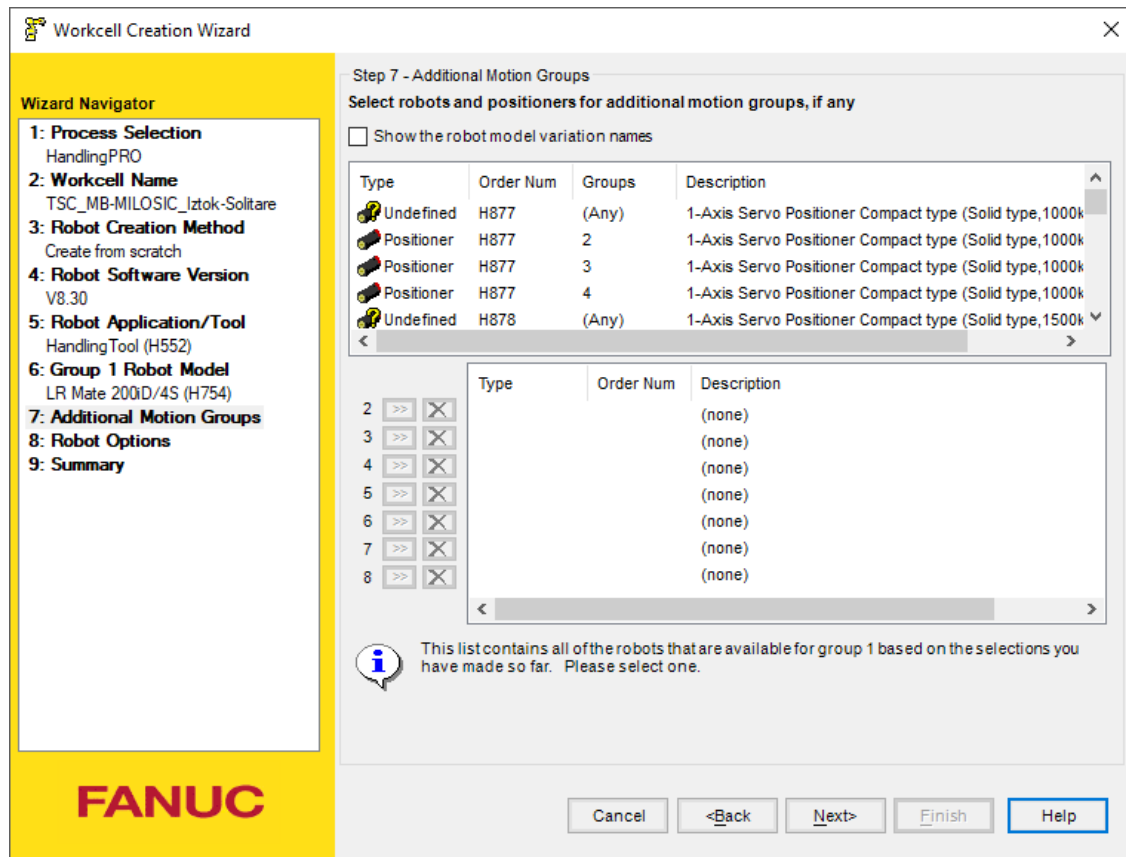 Workcell Creation Wizard
Wizard Navigator
1: Process Selection
HandlingPRO
2: Workcell Name
TSC_MB-MILOSIC_Iztok-Solitare
3: Robot Creation Method
Create from scratch
4: Robot Software Version
V8.30
5: Robot Application/Tool
HandlingTool (H552)
6: Group 1 Robot Model
LR Mate 200iD/4S (H754)
7: Additional Motion Groups
8: Robot Options
9: Summary
FANUC
Step 7 - Additional Motion Groups
Select robots and positioners for additional motion groups, if any
Show the robot model variation names
Type Order Num Groups Description
Undefined H877 (Any) 1-Axis Servo Positioner Compact type (Solid type,1000k
Positioner H877 2 1-Axis Servo Positioner Compact type (Solid type,1000k
Positioner H877 3 1-Axis Servo Positioner Compact type (Solid type,1000k
Positioner H877 4 1-Axis Servo Positioner Compact type (Solid type,1000k
Undefined H878 (Any) 1-Axis Servo Positioner Compact type (Solid type,1500k
Type Order Num Description
2 >> (none)
3 >> (none)
4 >> (none)
5 >> (none)
6 >> (none)
7 >> (none)
8 >> (none)
This list contains all of the robots that are available for group 1 based on the selections you
have made so far. Please select one.
Cancel <Back Next> Finish Help